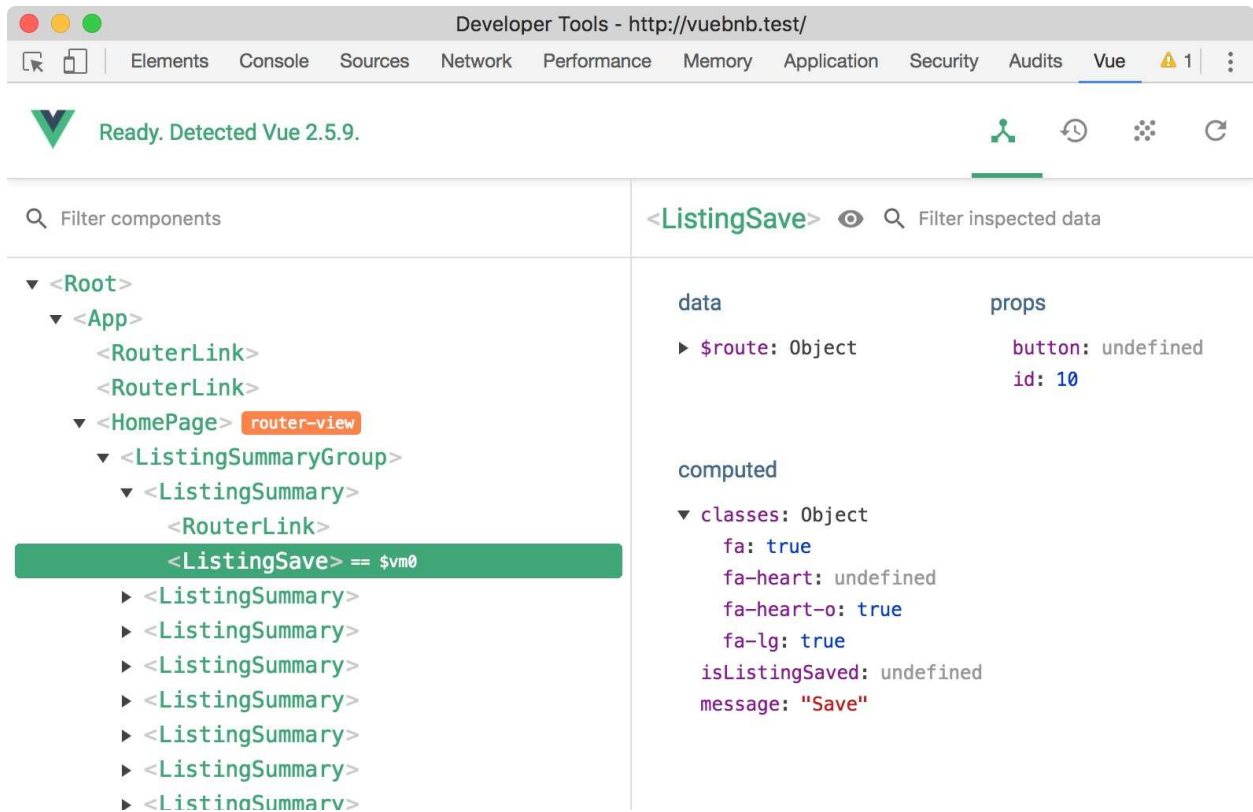 Developer Tools - http://vuebnb.test/
Elements Console Sources Network Performance Memory Application Security Audits Vue 1
Ready. Detected Vue 2.5.9.
Filter components
<Root>
<App>
<RouterLink>
<RouterLink>
<HomePage> router-view
<ListingSummaryGroup>
<ListingSummary>
<RouterLink>
<ListingSave> == $vm0
<ListingSummary>
<ListingSummary>
<ListingSummary>
<ListingSummary>
<ListingSummary>
<ListingSummary>
<ListingSummary>
<ListingSave> Filter inspected data
data
$route: Object
props
button: undefined
id: 10
computed
classes: Object
fa: true
fa-heart: undefined
fa-heart-o: true
fa-lg: true
isListingSaved: undefined
message: "Save"